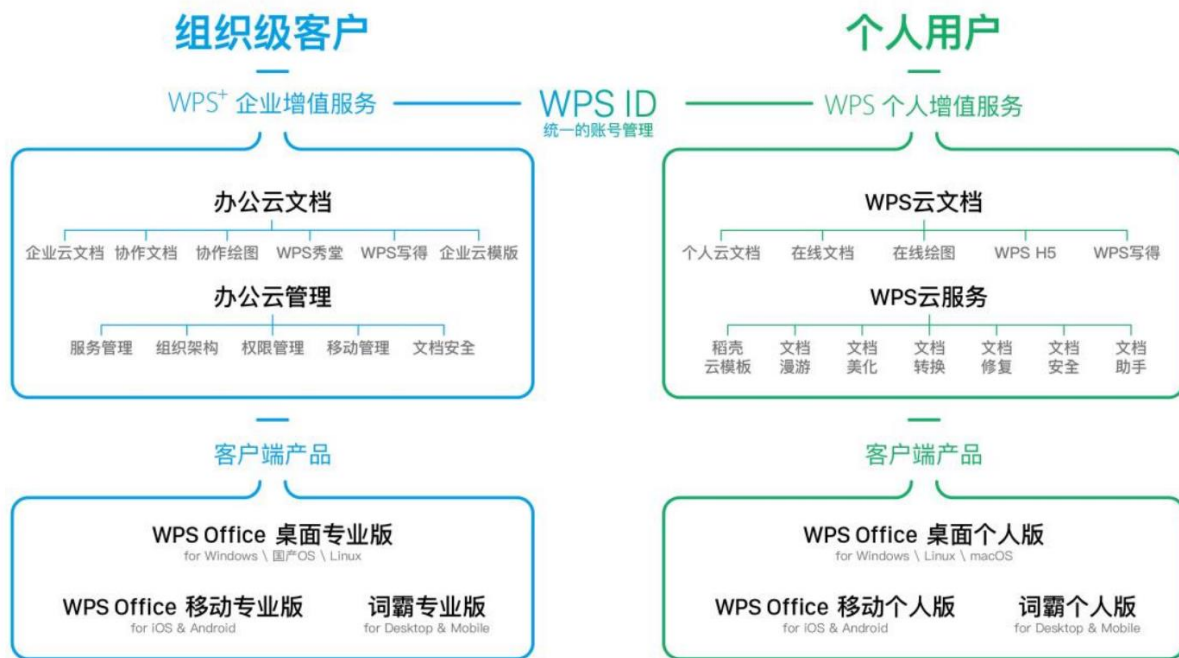 组织级客户
WPS+ 企业增值服务
办公云文档
企业云文档 协作文档 协作绘图 WPS秀堂 WPS写得 企业云模版
办公云管理
服务管理 组织架构 权限管理 移动管理 文档安全
客户端产品
WPS Office 桌面专业版
for Windows \ 国产OS \ Linux
WPS Office 移动专业版 词霸专业版
for iOS & Android for Desktop & Mobile
WPS ID
统一的账号管理
个人用户
WPS 个人增值服务
WPS云文档
个人云文档 在线文档 在线绘图 WPS H5 WPS写得
WPS云服务
稻壳 文档 文档 文档 文档 文档 文档
云模板 漫游 美化 转换 修复 安全 助手
客户端产品
WPS Office 桌面个人版
for Windows \ Linux \ macOS
WPS Office 移动个人版 词霸个人版
for iOS & Android for Desktop & Mobile